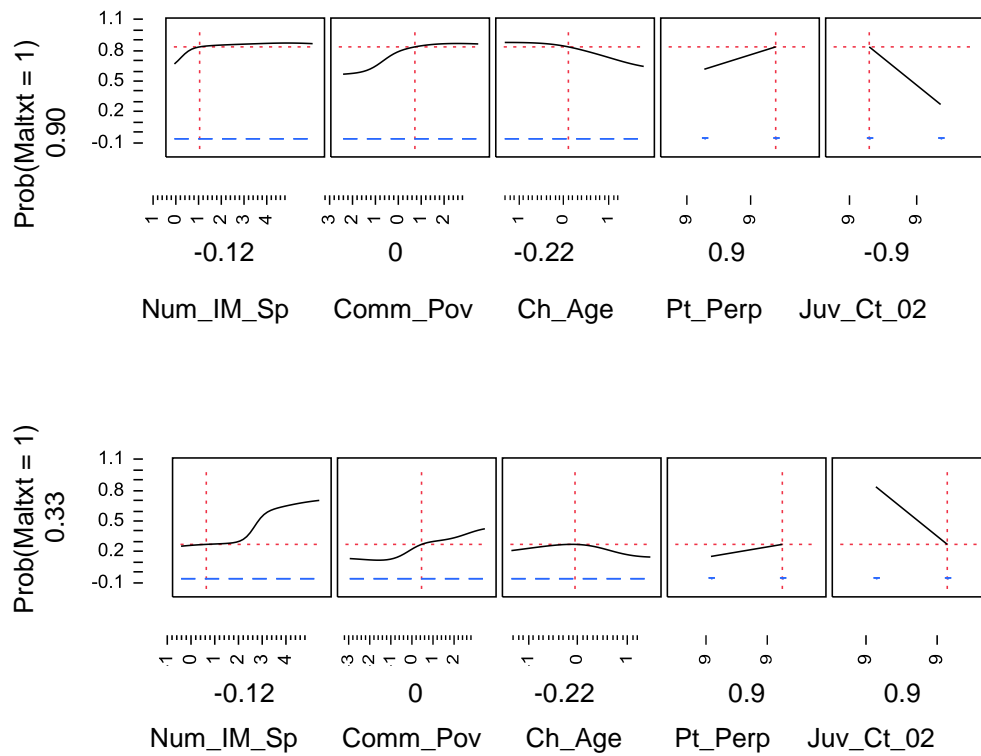 Prob(Maltxt = 1)
0.90
1.1
0.8
0.5
0.2
-0.1
1 0 1 2 3 4
3 2 1 0 1 2
1 0 1
9 9
9 9
-0.12 0 -0.22 0.9 -0.9
Num_IM_Sp Comm_Pov Ch_Age Pt_Perp Juv_Ct_02
Prob(Maltxt = 1)
0.33
1.1
0.8
0.5
0.2
-0.1
-1 0 1 2 3 4
-3 -2 -1 0 1 2
-1 0 1
9 9
9 9
-0.12 0 -0.22 0.9 0.9
Num_IM_Sp Comm_Pov Ch_Age Pt_Perp Juv_Ct_02